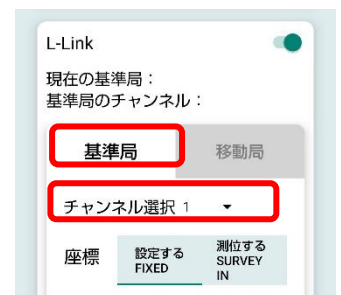 L-Link
現在の基準局：
基準局のチャンネル：
基準局 移動局
チャンネル選択 1
座標 設定する 測位する
FIXED SURVEY
IN